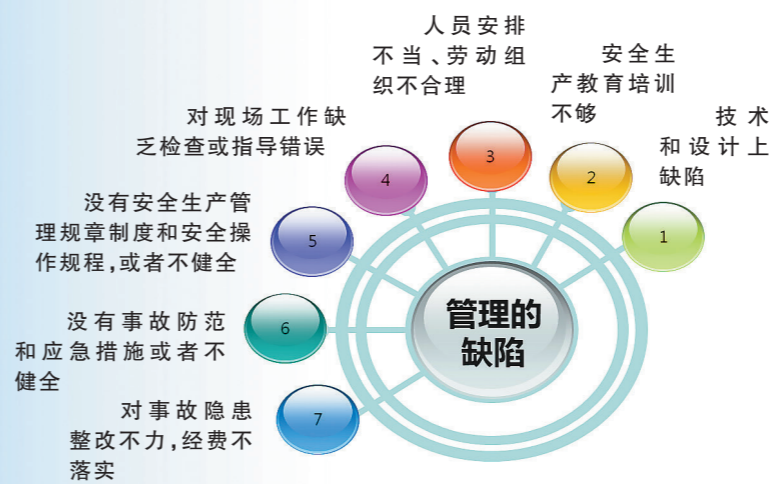 管理的
缺陷
1
技术
和设计上
缺陷
2
安全生
产教育培训
不够
3
人员安排
不当、劳动组
织不合理
4
对现场工作缺
乏检查或指导错误
5
没有安全生产管
理规章制度和安全操
作规程,或者不健全
6
没有事故防范
和应急措施或者不
健全
7
对事故隐患
整改不力,经费不
落实